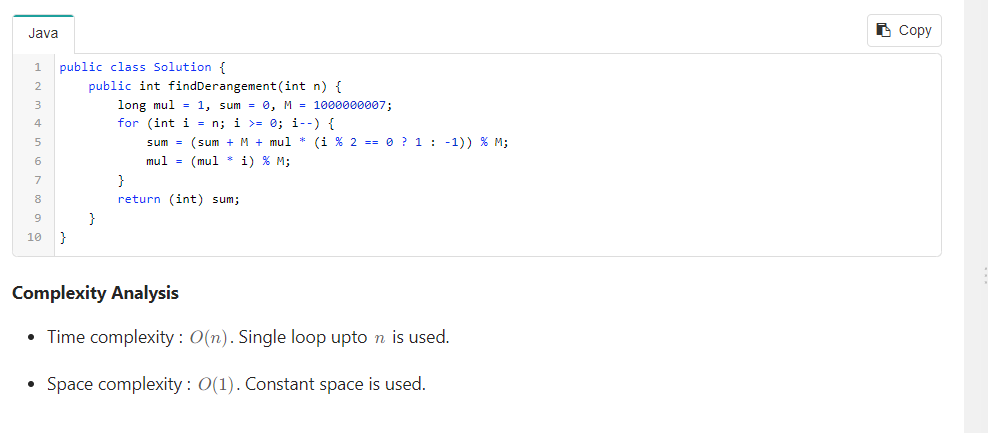 Java
Copy
1 public class Solution {
2     public int findDerangement(int n) {
3         long mul = 1, sum = 0, M = 1000000007;
4         for (int i = n; i >= 0; i--) {
5             sum = (sum + M + mul * (i % 2 == 0 ? 1 : -1)) % M;
6             mul = (mul * i) % M;
7         }
8         return (int) sum;
9     }
10 }
Complexity Analysis
• Time complexity : O(n). Single loop upto n is used.
• Space complexity : O(1). Constant space is used.